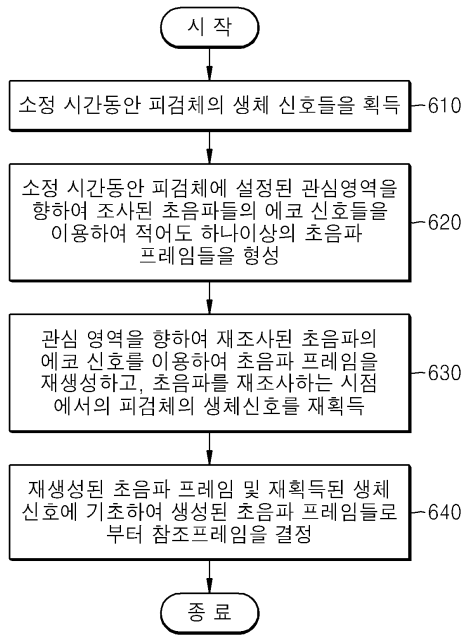 시 작
소정 시간동안 피검체의 생체 신호들을 획득
610
소정 시간동안 피검체에 설정된 관심영역을
향하여 조사된 초음파들의 에코 신호들을
이용하여 적어도 하나이상의 초음파
프레임들을 형성
620
관심 영역을 향하여 재조사된 초음파의
에코 신호를 이용하여 초음파 프레임을
재생성하고, 초음파를 재조사하는 시점
에서의 피검체의 생체신호를 재획득
630
재생성된 초음파 프레임 및 재획득된 생체
신호에 기초하여 생성된 초음파 프레임들로
부터 참조프레임을 결정
640
종 료